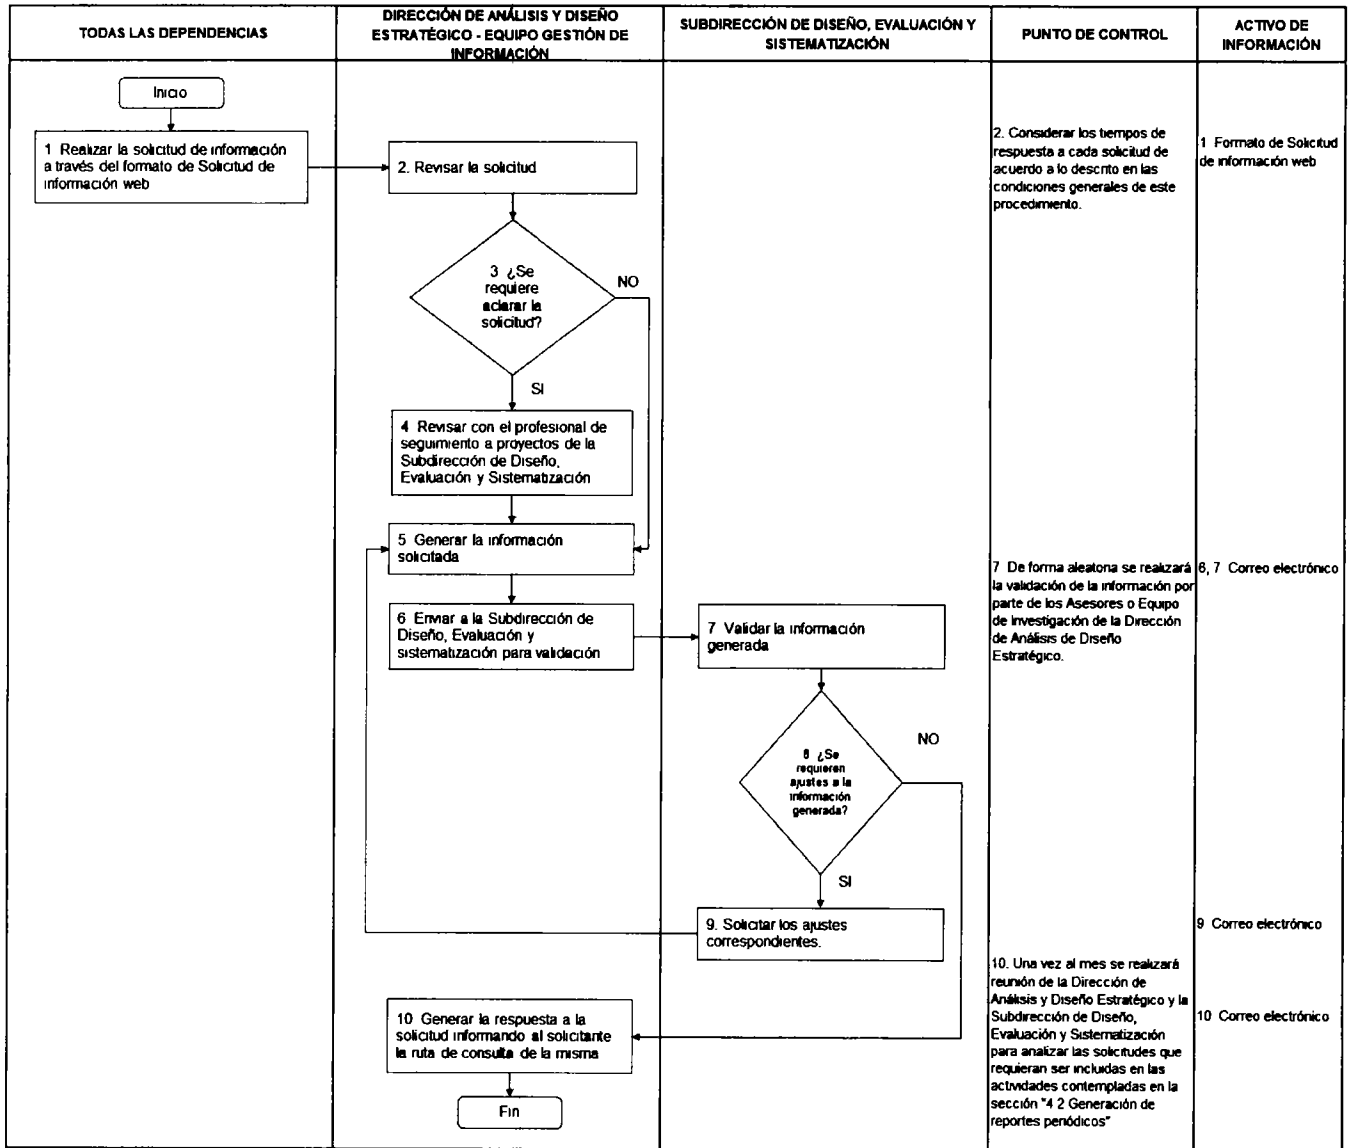 TODAS LAS DEPENDENCIAS
DIRECCIÓN DE ANÁLISIS Y DISEÑO
ESTRATÉGICO - EQUIPO GESTIÓN DE
INFORMACIÓN
SUBDIRECCIÓN DE DISEÑO, EVALUACIÓN Y
SISTEMATIZACIÓN
PUNTO DE CONTROL
ACTIVO DE
INFORMACIÓN
Inicio
1 Realizar la solicitud de información
a través del formato de Solicitud de
información web
2. Revisar la solicitud
2. Considerar los tiempos de
respuesta a cada solicitud de
acuerdo a lo descrito en las
condiciones generales de este
procedimiento.
1 Formato de Solicitud
de información web
3 ¿Se
requiere
aclarar la
solicitud?
NO
SI
4 Revisar con el profesional de
seguimiento a proyectos de la
Subdirección de Diseño,
Evaluación y Sistematización
5 Generar la información
solicitada
6 Enviar a la Subdirección de
Diseño, Evaluación y
sistematización para validación
7 Validar la información
generada
7 De forma aleatoria se realizará
la validación de la información por
parte de los Asesores o Equipo
de Investigación de la Dirección
de Análisis de Diseño
Estratégico.
6, 7 Correo electrónico
8 ¿Se
requieren
ajustes a la
información
generada?
NO
SI
9. Solicitar los ajustes
correspondientes.
9 Correo electrónico
10 Generar la respuesta a la
solicitud informando al solicitante
la ruta de consulta de la misma
10. Una vez al mes se realizará
reunión de la Dirección de
Análisis y Diseño Estratégico y la
Subdirección de Diseño,
Evaluación y Sistematización
para analizar las solicitudes que
requieran ser incluidas en las
actividades contempladas en la
sección "4 2 Generación de
reportes periódicos"
10 Correo electrónico
Fin